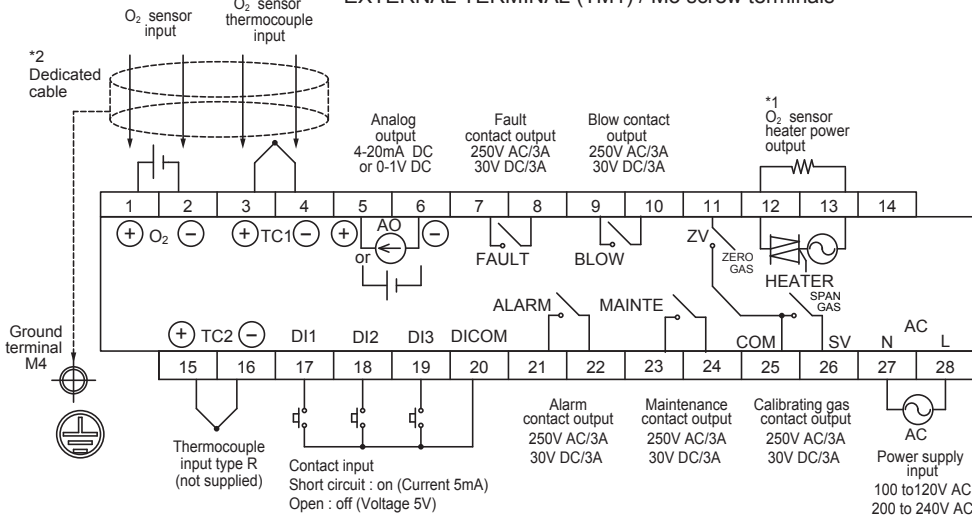 EXTERNAL TERMINAL (TM1) / M3 screw terminals
O2 sensor
input
O2 sensor
thermocouple
input
*2
Dedicated
cable
Analog
output
4-20mA DC
or 0-1V DC
Fault
contact output
250V AC/3A
30V DC/3A
Blow contact
output
250V AC/3A
30V DC/3A
*1
O2 sensor
heater power
output
1 2 3 4 5 6 7 8 9 10 11 12 13 14
+ O2 −
+ TC1 −
+ AO −
or
FAULT
BLOW
ZV
ZERO
GAS
HEATER
SPAN
GAS
ALARM
MAINTE
COM
SV
AC
N L
+ TC2 −
DI1 DI2 DI3 DICOM
Ground
terminal
M4
15 16 17 18 19 20 21 22 23 24 25 26 27 28
Thermocouple
input type R
(not supplied)
Contact input
Short circuit : on (Current 5mA)
Open : off (Voltage 5V)
Alarm
contact output
250V AC/3A
30V DC/3A
Maintenance
contact output
250V AC/3A
30V DC/3A
Calibrating gas
contact output
250V AC/3A
30V DC/3A
AC
Power supply
input
100 to120V AC
200 to 240V AC